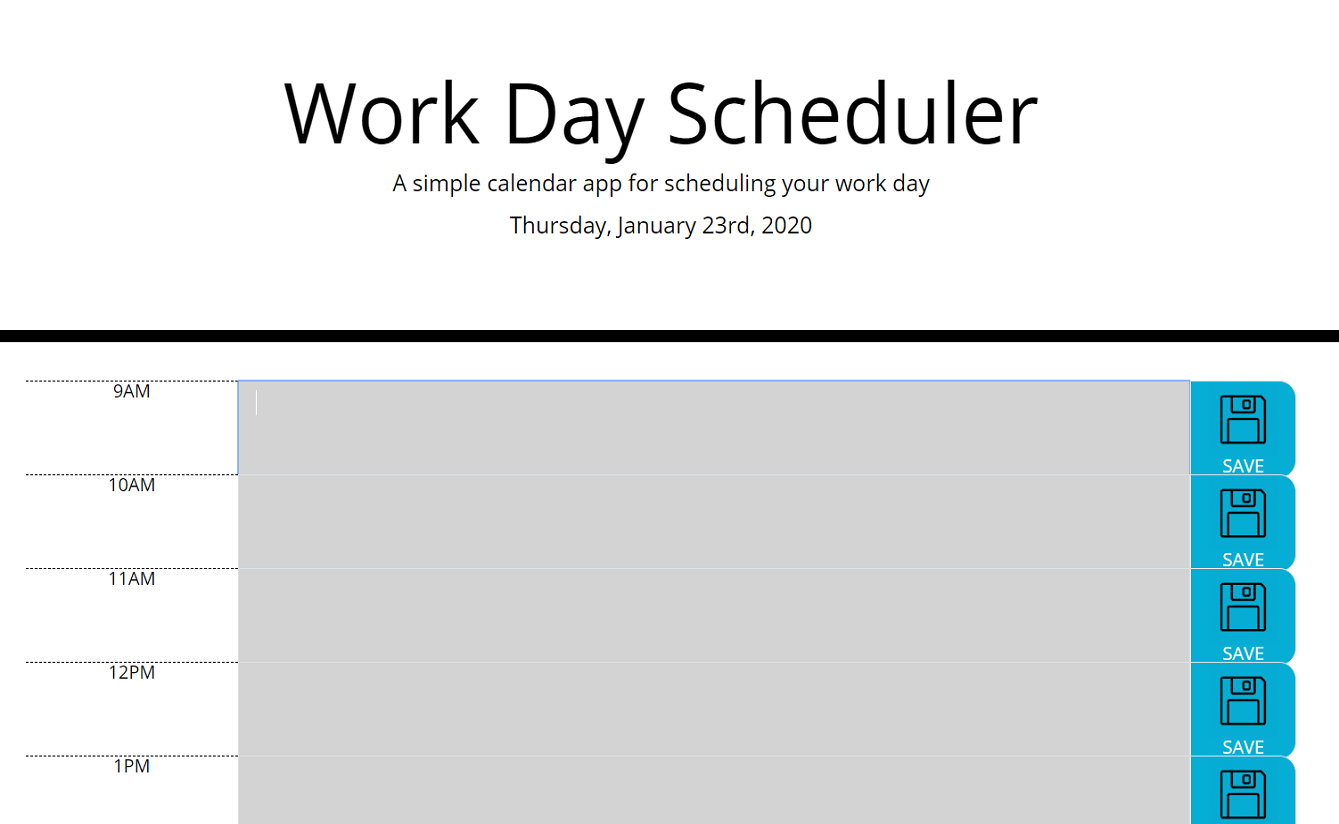 Work Day Scheduler
A simple calendar app for scheduling your work day
Thursday, January 23rd, 2020
9AM
SAVE
10AM
SAVE
11AM
SAVE
12PM
SAVE
1PM